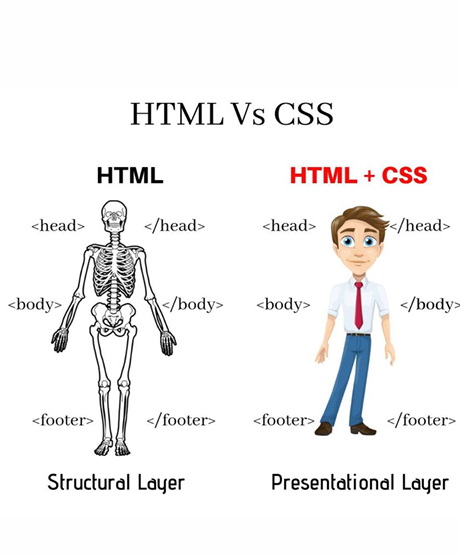 HTML Vs CSS
HTML
<head> </head>
<body> </body>
<footer> </footer>
Structural Layer
HTML + CSS
<head> </head>
<body> </body>
<footer> </footer>
Presentational Layer